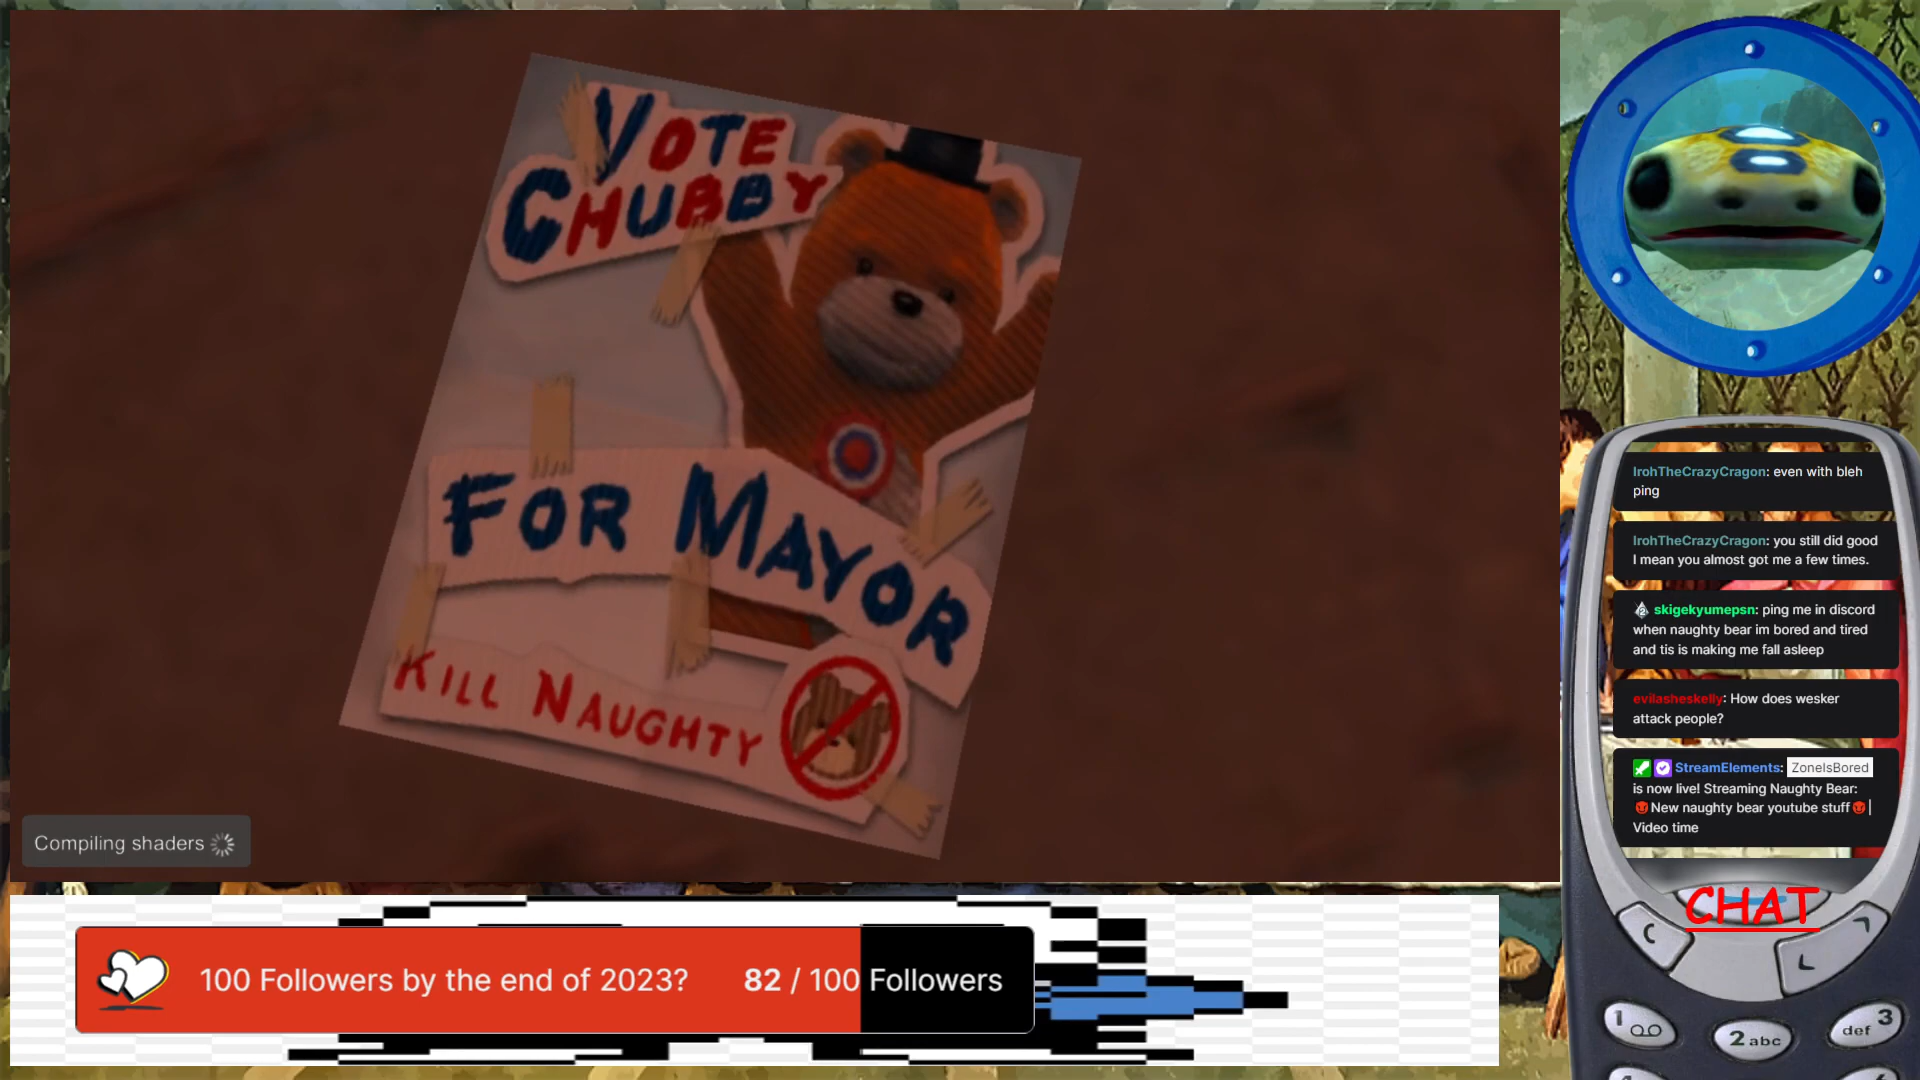 VOTE
CHUBBY
FOR MAYOR
KILL NAUGHTY
Compiling shaders
100 Followers by the end of 2023? 82 / 100 Followers
IrohTheCrazyCragon: even with bleh
ping
IrohTheCrazyCragon: you still did good
I mean you almost got me a few times.
skigekyumepsn: ping me in discord
when naughty bear im bored and tired
and tis is making me fall asleep
evilasheskelly: How does wesker
attack people?
StreamElements: ZoneIsBored
is now live! Streaming Naughty Bear:
👿New naughty bear youtube stuff👿|
Video time
CHAT
C
1
2 abc
def 3